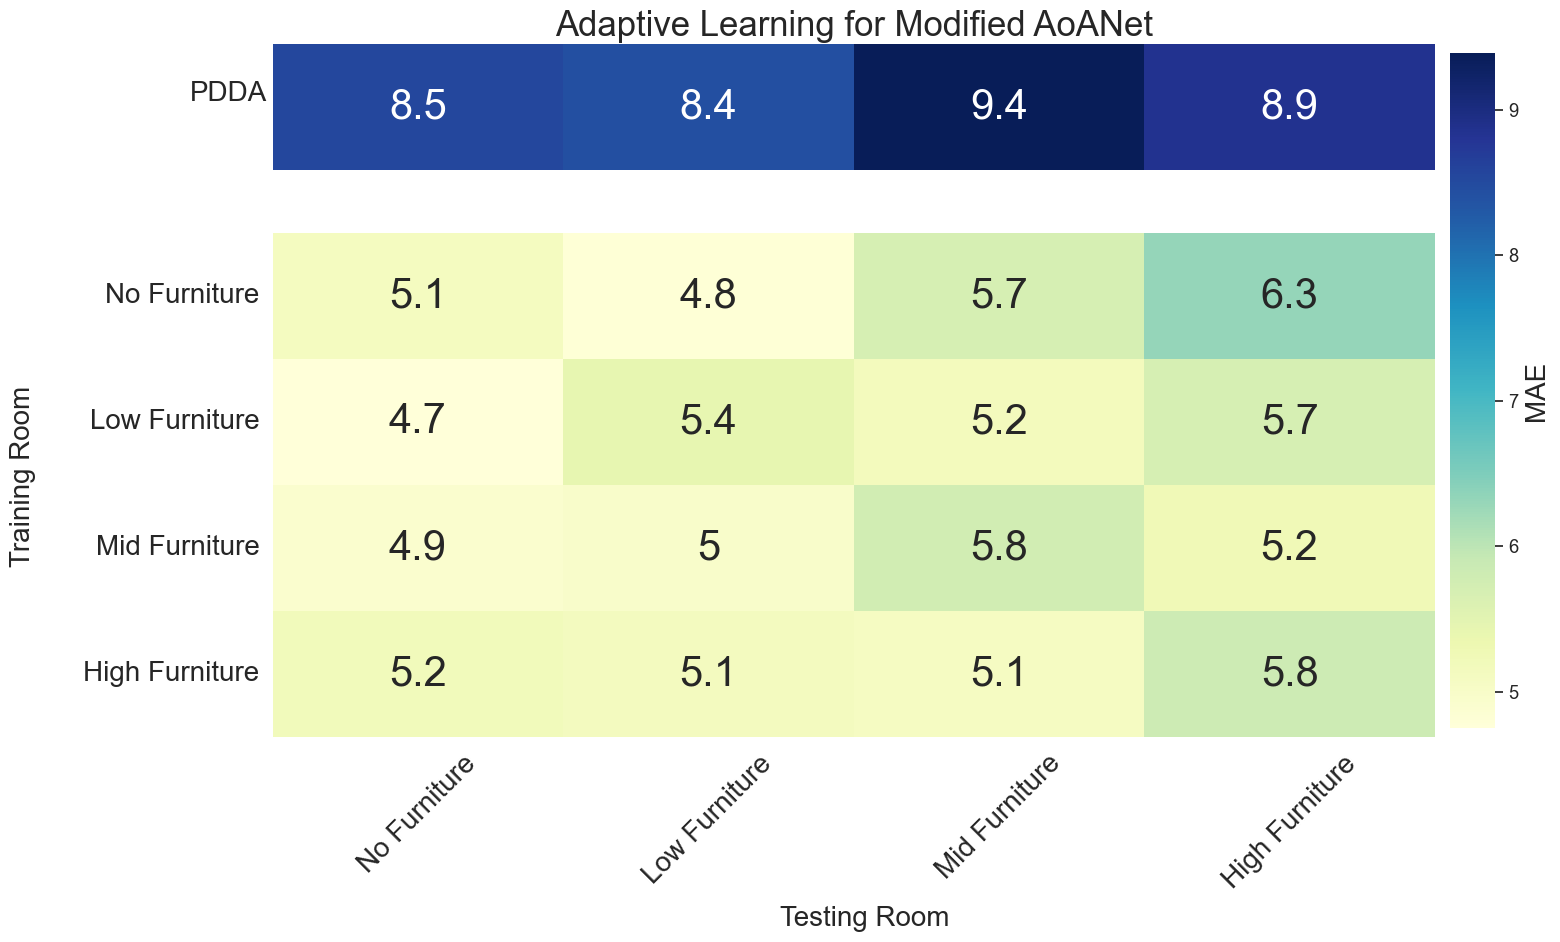 Adaptive Learning for Modified AoANet
PDDA
8.5 8.4 9.4 8.9
No Furniture
5.1 4.8 5.7 6.3
Low Furniture
4.7 5.4 5.2 5.7
Mid Furniture
4.9 5 5.8 5.2
High Furniture
5.2 5.1 5.1 5.8
Training Room
No Furniture
Low Furniture
Mid Furniture
High Furniture
Testing Room
9
8
7
6
5
MAE